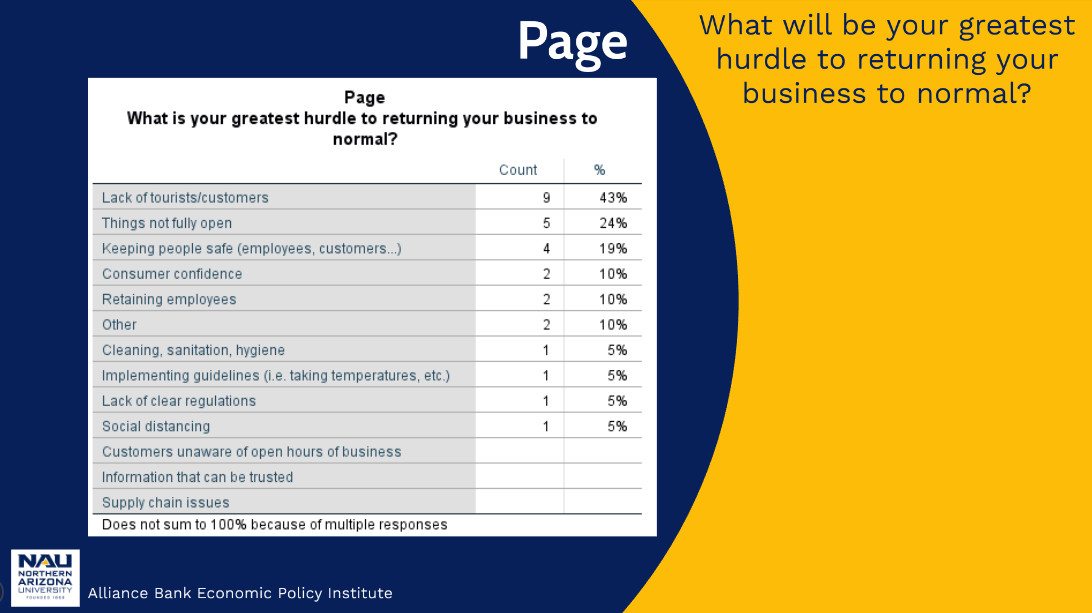 Page
What will be your greatest
hurdle to returning your
business to normal?
Page
What is your greatest hurdle to returning your business to
normal?
Count %
Lack of tourists/customers 9 43%
Things not fully open 5 24%
Keeping people safe (employees, customers...) 4 19%
Consumer confidence 2 10%
Retaining employees 2 10%
Other 2 10%
Cleaning, sanitation, hygiene 1 5%
Implementing guidelines (i.e. taking temperatures, etc.) 1 5%
Lack of clear regulations 1 5%
Social distancing 1 5%
Customers unaware of open hours of business
Information that can be trusted
Supply chain issues
Does not sum to 100% because of multiple responses
NAU
NORTHERN
ARIZONA
UNIVERSITY
FOUNDED 1899
Alliance Bank Economic Policy Institute